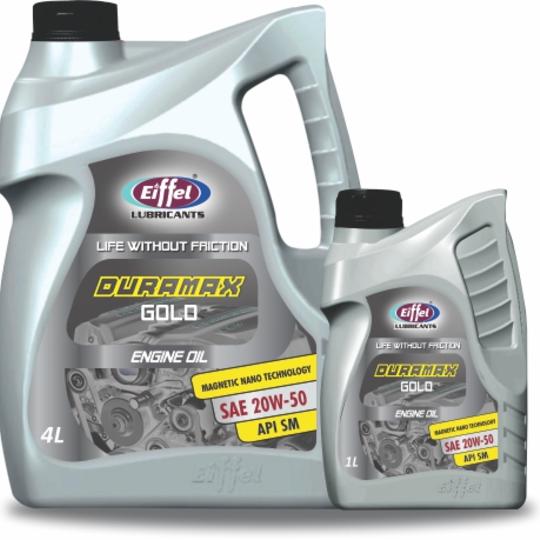 Eiffel®
LUBRICANTS
LIFE WITHOUT FRICTION
DURAMAX
GOLD
ENGINE OIL
MAGNETIC NANO TECHNOLOGY
SAE 20W-50
API SM
4L
Eiffel
Eiffel
LUBRICANTS
LIFE WITHOUT FRICTION
DURAMAX
GOLD
ENGINE OIL
MAGNETIC NANO TECHNOLOGY
SAE 20W-50
API SM
1L
Eiffel